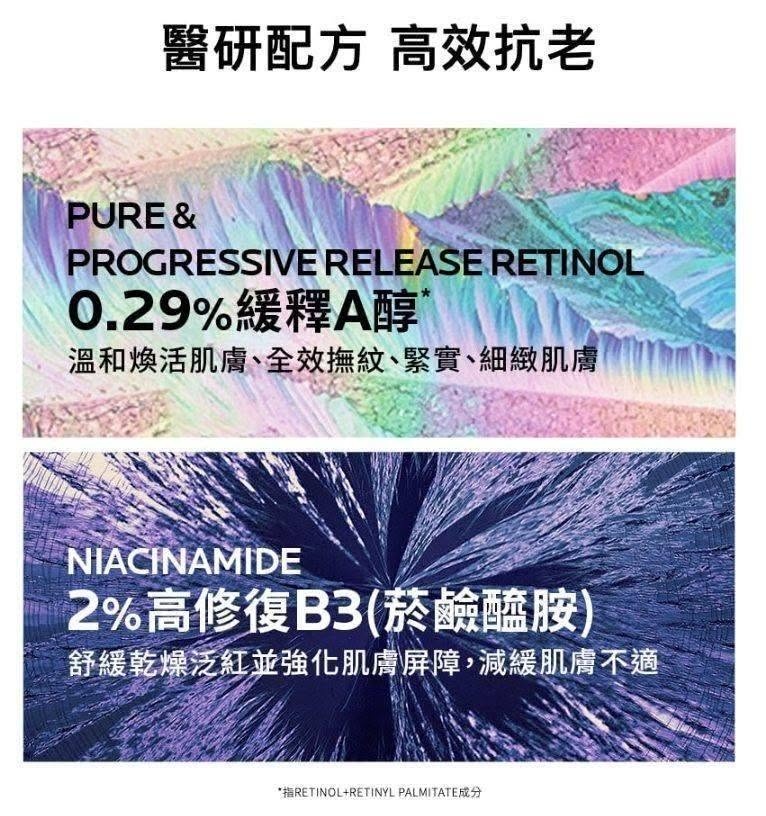 醫研配方 高效抗老
PURE &
PROGRESSIVE RELEASE RETINOL
0.29%緩釋A醇*
溫和煥活肌膚、全效撫紋、緊實、細緻肌膚
NIACINAMIDE
2%高修復B3(菸鹼醯胺)
舒緩乾燥泛紅並強化肌膚屏障,減緩肌膚不適
*指RETINOL+RETINYL PALMITATE成分